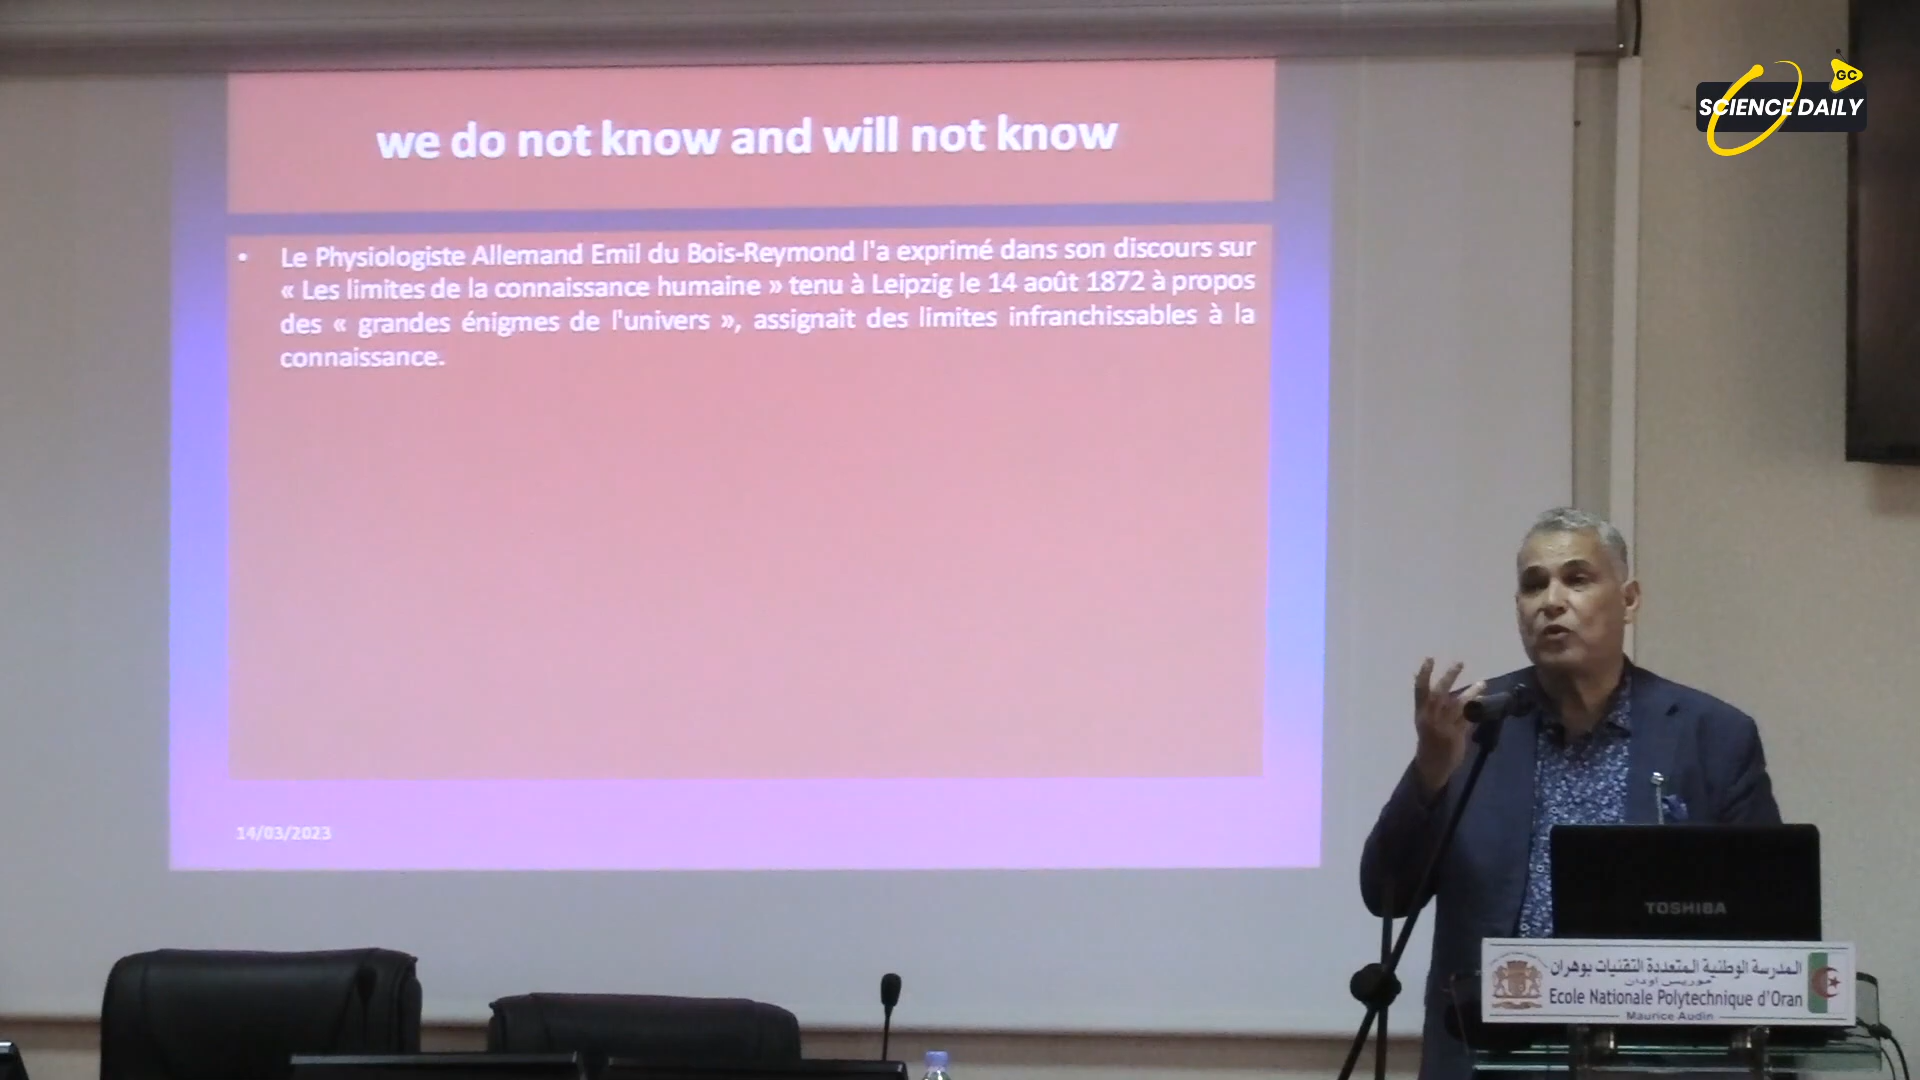 we do not know and will not know
• Le Physiologiste Allemand Emil du Bois-Reymond l'a exprimé dans son discours sur
« Les limites de la connaissance humaine » tenu à Leipzig le 14 août 1872 à propos
des « grandes énigmes de l'univers », assignait des limites infranchissables à la
connaissance.
14/03/2023
GC
SCIENCE DAILY
TOSHIBA
المدرسة الوطنية المتعددة التقنيات بوهران
موريس أودان
Ecole Nationale Polytechnique d'Oran
Maurice Audin